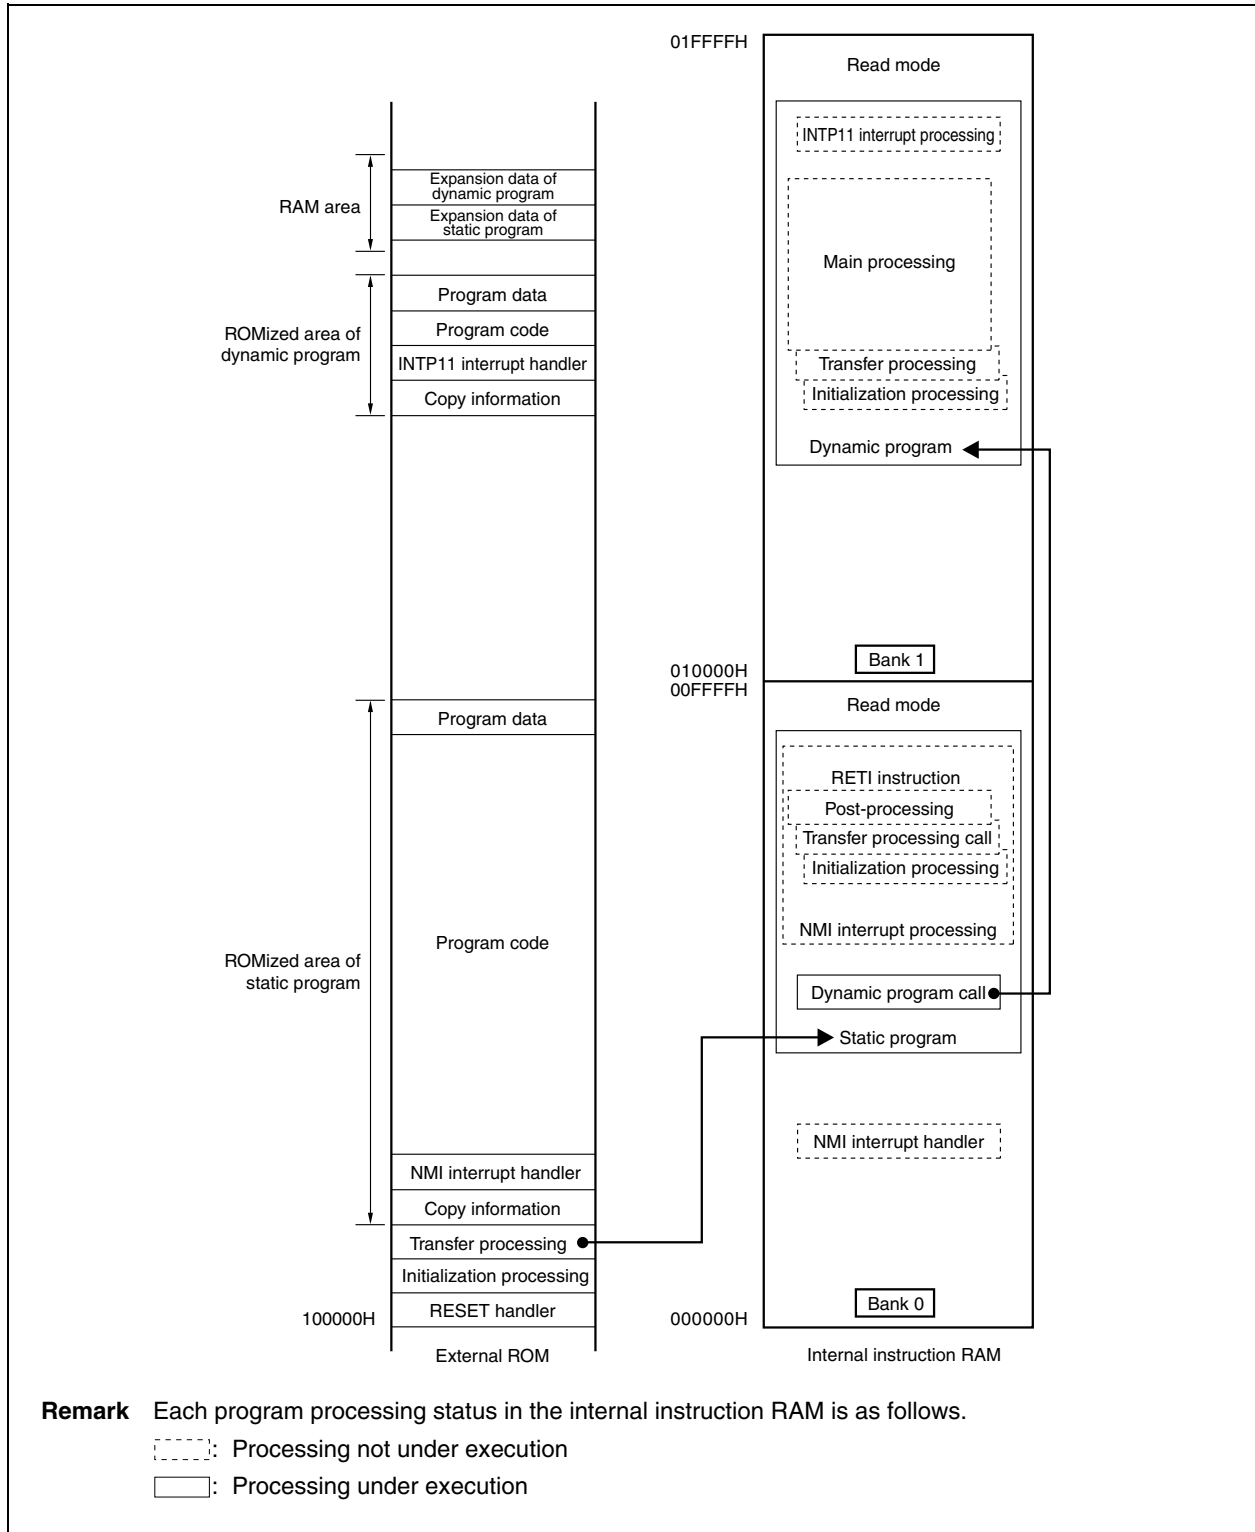 01FFFFH
Read mode
INTP11 interrupt processing
Main processing
Transfer processing
Initialization processing
Dynamic program
Bank 1
010000H
00FFFFH
Read mode
RETI instruction
Post-processing
Transfer processing call
Initialization processing
NMI interrupt processing
Dynamic program call
Static program
NMI interrupt handler
Bank 0
000000H
Internal instruction RAM
RAM area
Expansion data of
dynamic program
Expansion data of
static program
ROMized area of
dynamic program
Program data
Program code
INTP11 interrupt handler
Copy information
Program data
ROMized area of
static program
Program code
NMI interrupt handler
Copy information
Transfer processing
Initialization processing
RESET handler
100000H
External ROM
Remark Each program processing status in the internal instruction RAM is as follows.
: Processing not under execution
: Processing under execution